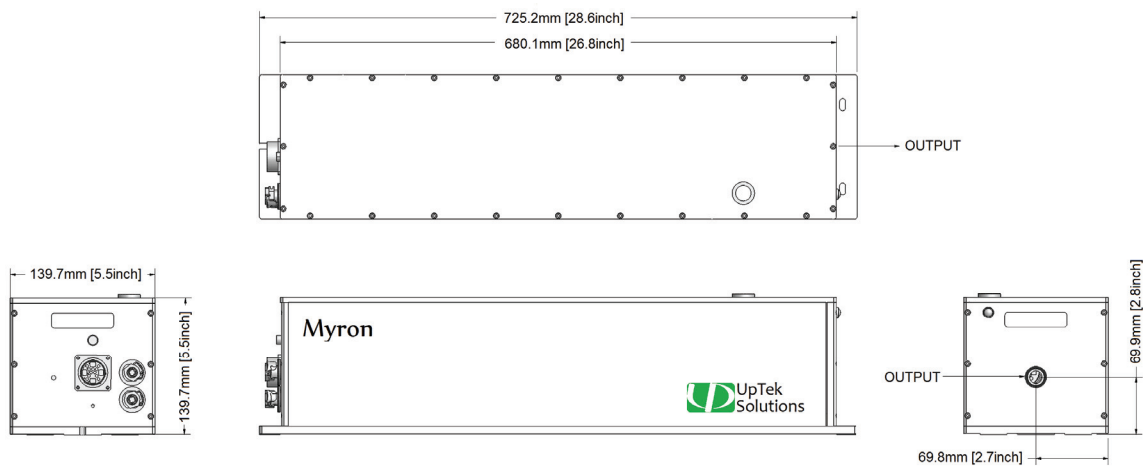 725.2mm [28.6inch]
680.1mm [26.8inch]
OUTPUT
139.7mm [5.5inch]
139.7mm [5.5inch]
Myron
UpTek
Solutions
OUTPUT
69.9mm [2.8inch]
69.8mm [2.7inch]